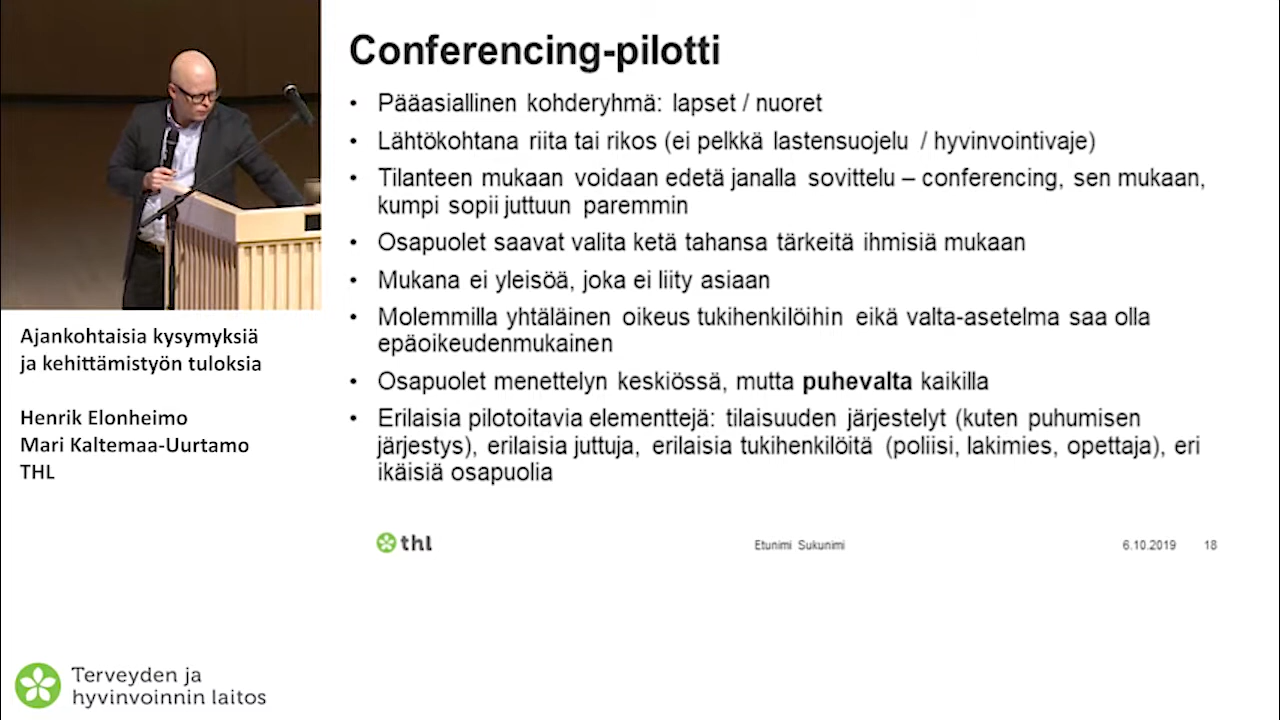 Conferencing-pilotti
• Pääasiallinen kohderyhmä: lapset / nuoret
• Lähtökohtana riita tai rikos (ei pelkkä lastensuojelu / hyvinvointivaje)
• Tilanteen mukaan voidaan edetä janalla sovittelu – conferencing, sen mukaan,
kumpi sopii juttuun paremmin
• Osapuolet saavat valita ketä tahansa tärkeitä ihmisiä mukaan
• Mukana ei yleisöä, joka ei liity asiaan
• Molemmilla yhtäläinen oikeus tukihenkilöihin eikä valta-asetelma saa olla
epäoikeudenmukainen
• Osapuolet menettelyn keskiössä, mutta puhevalta kaikilla
• Erilaisia pilotoitavia elementtejä: tilaisuuden järjestelyt (kuten puhumisen
järjestys), erilaisia juttuja, erilaisia tukihenkilöitä (poliisi, lakimies, opettaja), eri
ikäisiä osapuolia
thl
Etunimi Sukunimi
6.10.2019
18
Ajankohtaisia kysymyksiä
ja kehittämistyön tuloksia
Henrik Elonheimo
Mari Kaltemaa-Uurtamo
THL
Terveyden ja
hyvinvoinnin laitos